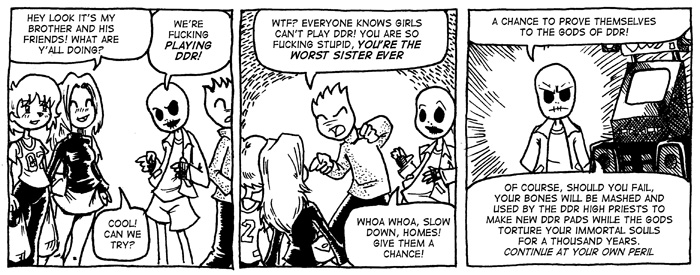 HEY LOOK IT'S MY
BROTHER AND HIS
FRIENDS! WHAT ARE
Y'ALL DOING?
WE'RE
FUCKING
PLAYING
DDR!
COOL!
CAN WE
TRY?
WTF? EVERYONE KNOWS GIRLS
CAN'T PLAY DDR! YOU ARE SO
FUCKING STUPID, YOU'RE THE
WORST SISTER EVER
WHOA WHOA, SLOW
DOWN, HOMES!
GIVE THEM A
CHANCE!
A CHANCE TO PROVE THEMSELVES
TO THE GODS OF DDR!
OF COURSE, SHOULD YOU FAIL,
YOUR BONES WILL BE MASHED AND
USED BY THE DDR HIGH PRIESTS TO
MAKE NEW DDR PADS WHILE THE GODS
TORTURE YOUR IMMORTAL SOULS
FOR A THOUSAND YEARS.
CONTINUE AT YOUR OWN PERIL